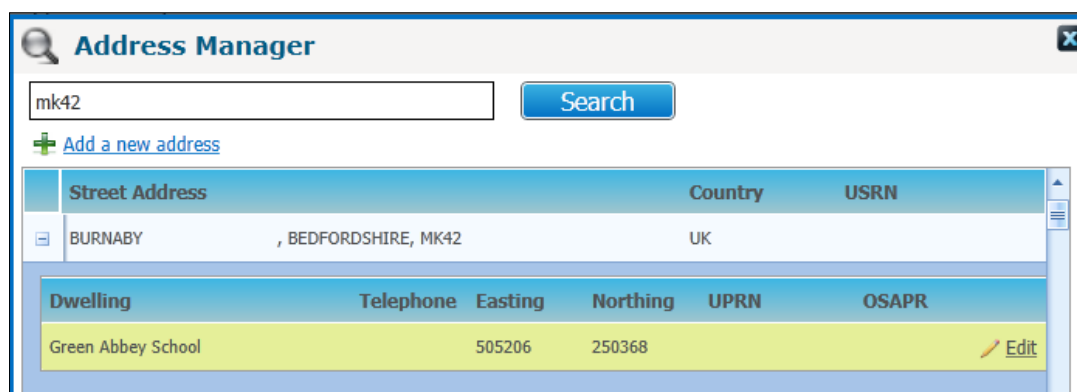 Address Manager
mk42
Search
Add a new address
Street Address Country USRN
BURNABY , BEDFORDSHIRE, MK42 UK
Dwelling Telephone Easting Northing UPRN OSAPR
Green Abbey School 505206 250368 Edit